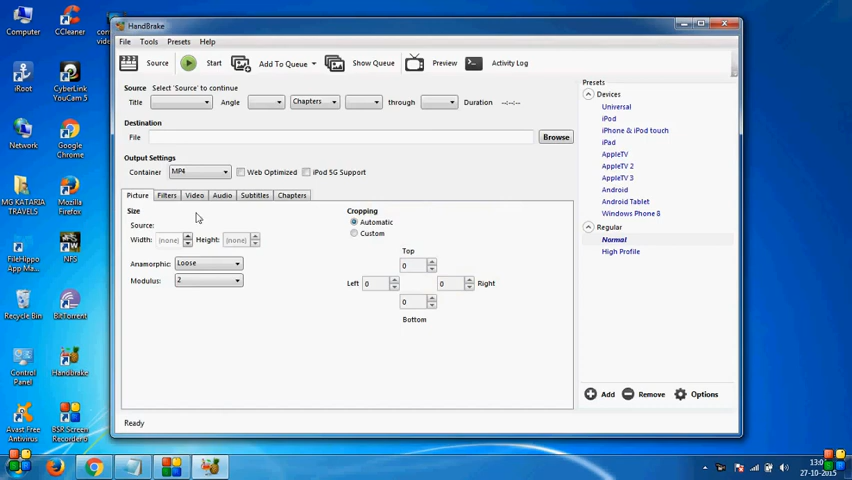 Computer
CCleaner
HandBrake
File Tools Presets Help
Source Start Add To Queue Show Queue Preview Activity Log
Source Select 'Source' to continue
Title Angle Chapters through Duration --:--:--
Destination
File Browse
Output Settings
Container MP4 Web Optimized iPod 5G Support
Picture Filters Video Audio Subtitles Chapters
Size
Source:
Width: (none) Height: (none)
Anamorphic: Loose
Modulus: 2
Cropping
Automatic
Custom
Top
0
Left 0 0 Right
0
Bottom
Presets
Devices
Universal
iPod
iPhone & iPod touch
iPad
AppleTV
AppleTV 2
AppleTV 3
Android
Android Tablet
Windows Phone 8
Regular
Normal
High Profile
Add Remove Options
Ready
iRoot
CyberLink
YouCam 5
Network
Google
Chrome
MG KATARIA
TRAVELS
Mozilla
Firefox
FileHippo
App Ma...
NFS
Recycle Bin
BitTorrent
Control
Panel
Handbrake
Avast Free
Antivirus
BSR Screen
Recorder 6
27-10-2015